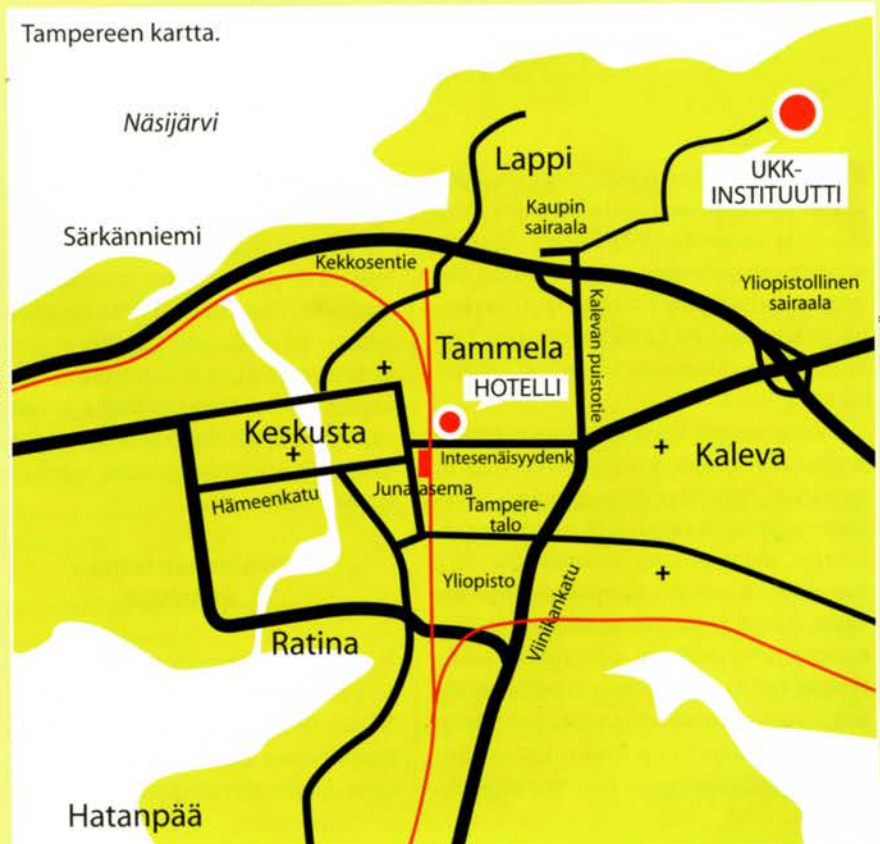 Tampereen kartta.
Näsijärvi
Lappi
UKK-
INSTITUUTTI
Kaupin
sairaala
Särkänniemi
Kekkosentie
Yliopistollinen
sairaala
Kalevan puistotie
Tammela
HOTELLI
Keskusta
Intesenäisyydenk
Kaleva
Hämeenkatu
Juna-asema
Tampere-
talo
Yliopisto
Viinikankatu
Ratina
Hatanpää